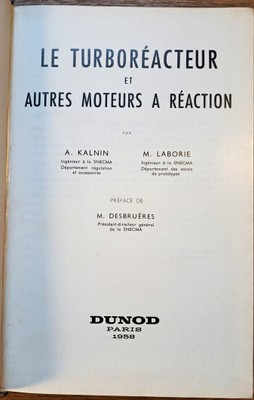 LE TURBORÉACTEUR
ET
AUTRES MOTEURS A RÉACTION
PAR
A. KALNIN
Ingénieur à la SNECMA
Département régulation
et accessoires
M. LABORIE
Ingénieur à la SNECMA
Département des essais
de prototypes
PRÉFACE DE
M. DESBRUÈRES
Président-directeur général
de la SNECMA
DUNOD
PARIS
1958